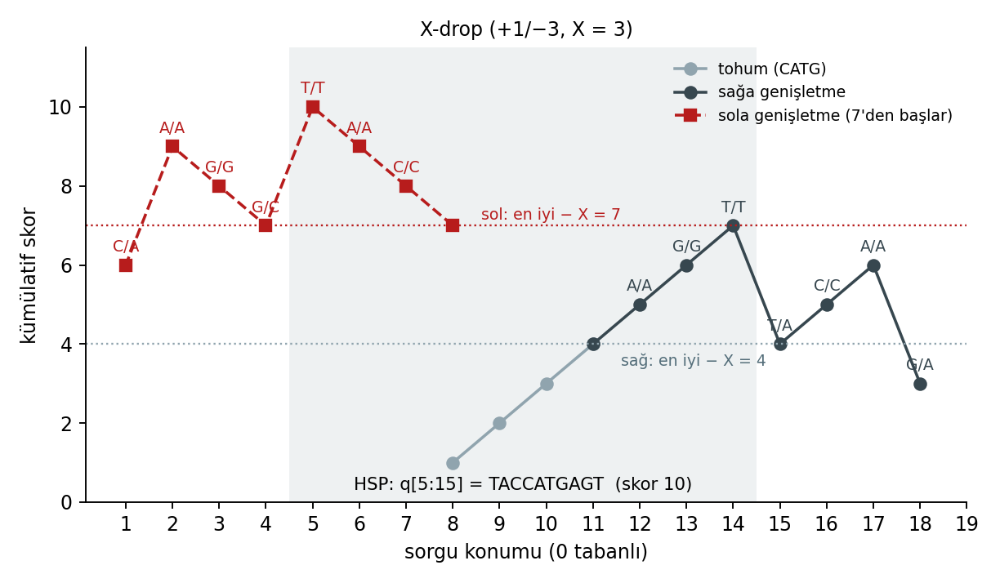 X-drop (+1/−3, X = 3)
tohum (CATG)
sağa genişletme
sola genişletme (7'den başlar)
kümülatif skor
10
8
6
4
2
0
T/T
A/A
A/A
G/G
C/C
G/C
C/A
sol: en iyi − X = 7
T/T
G/G
A/A
A/A
C/C
T/A
sağ: en iyi − X = 4
G/A
HSP: q[5:15] = TACCATGAGT (skor 10)
1 2 3 4 5 6 7 8 9 10 11 12 13 14 15 16 17 18 19
sorgu konumu (0 tabanlı)